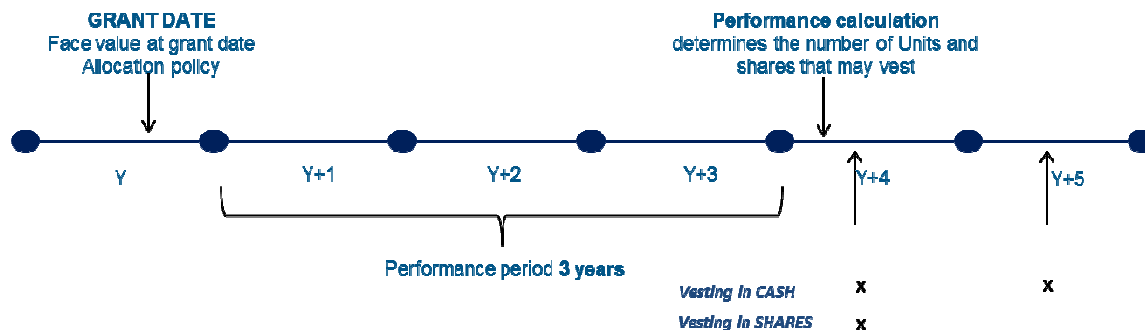 GRANT DATE
Face value at grant date
Allocation policy
Performance calculation
determines the number of Units and
shares that may vest
Y
Y+1
Y+2
Y+3
Y+4
Y+5
Performance period 3 years
Vesting in CASH x x
Vesting in SHARES x